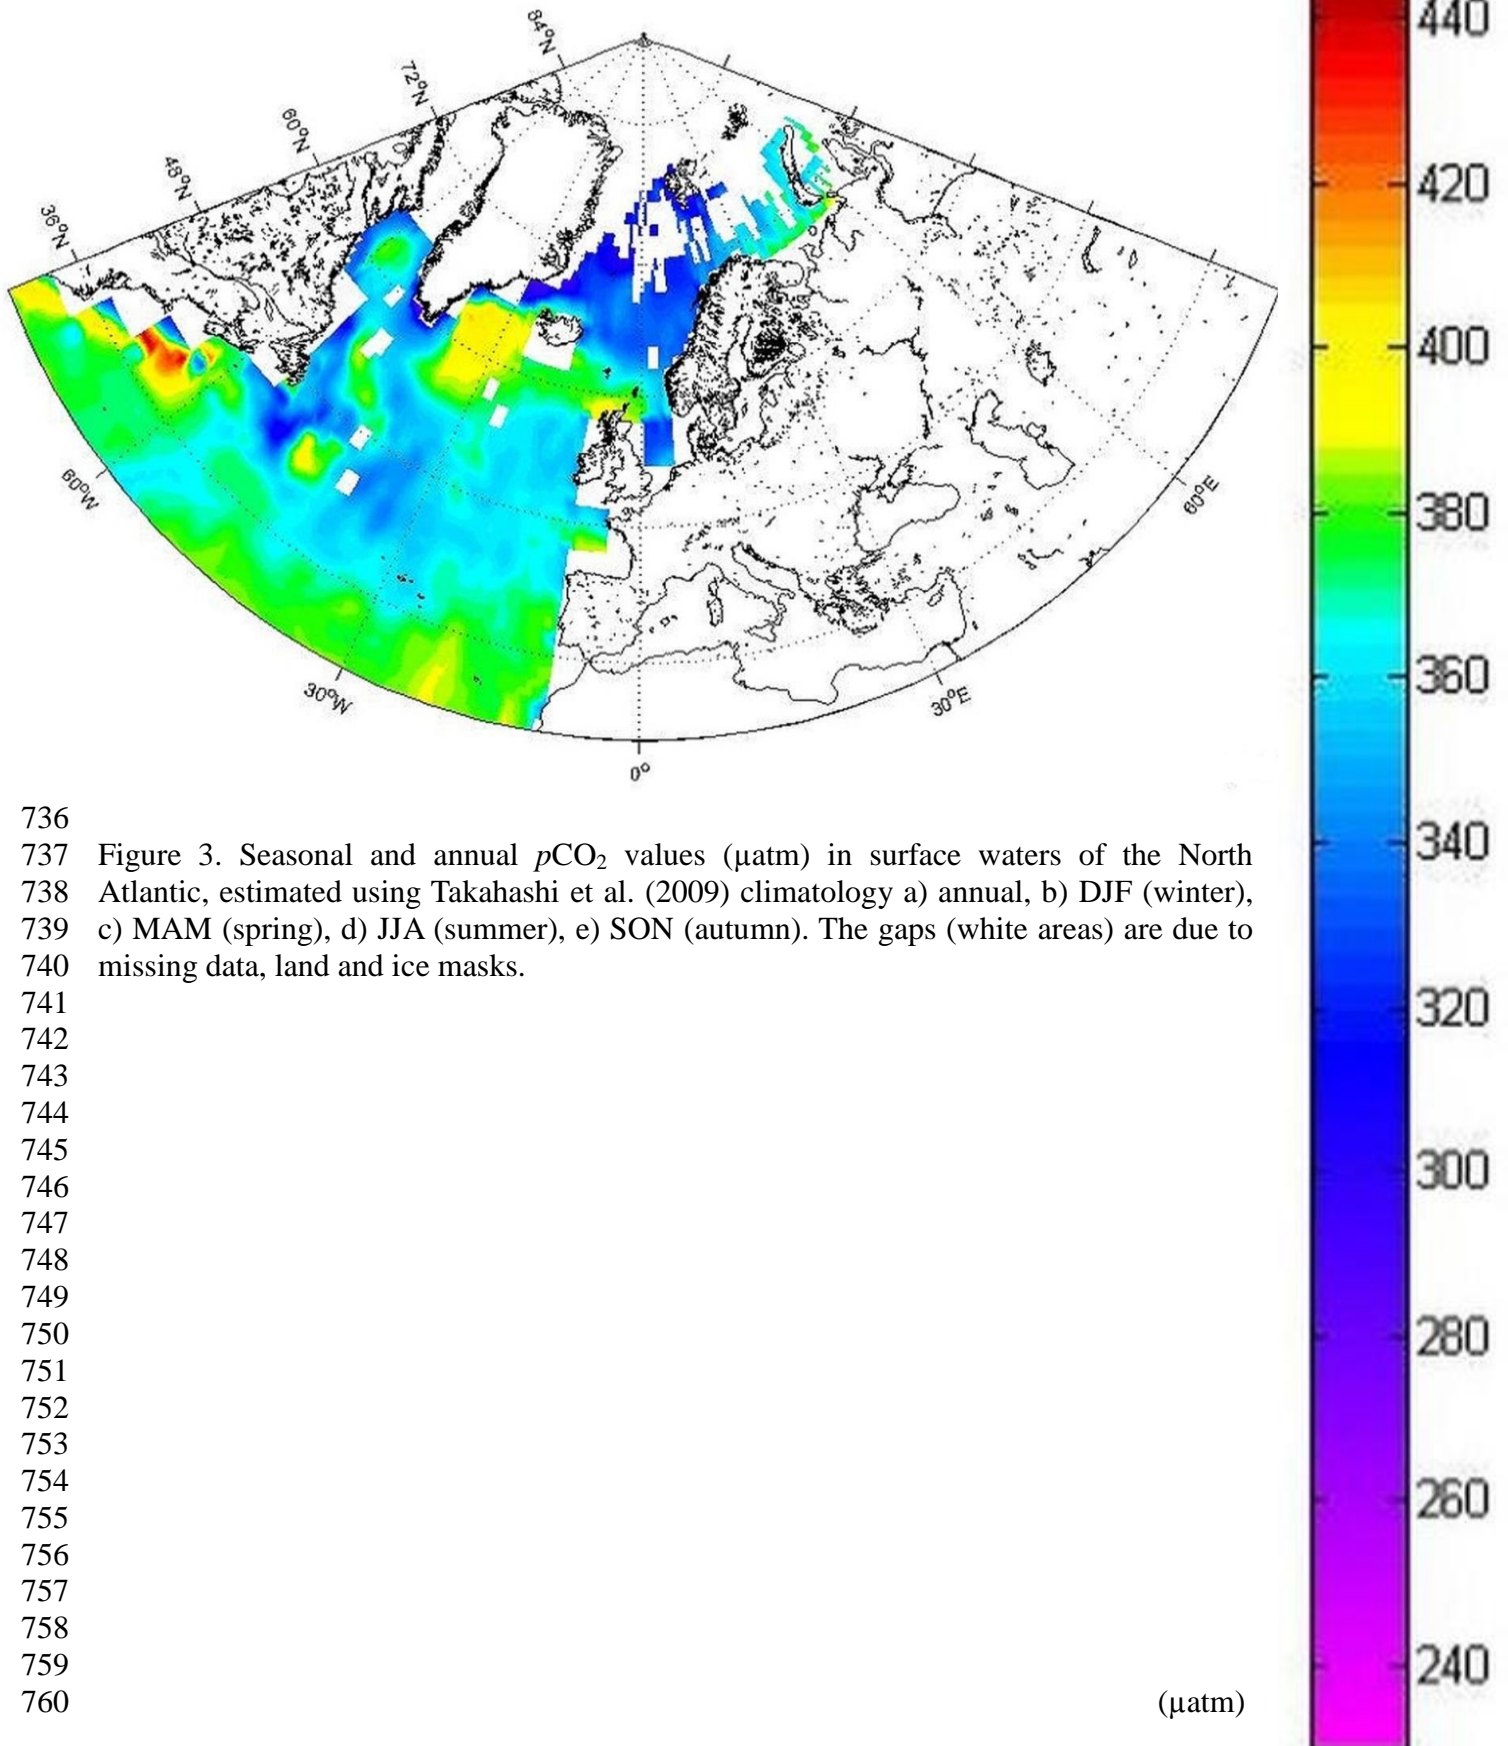 84°N
72°N
60°N
48°N
36°N
60°W
30°W
0°
30°E
60°E
736
737 Figure 3. Seasonal and annual pCO₂ values (µatm) in surface waters of the North
738 Atlantic, estimated using Takahashi et al. (2009) climatology a) annual, b) DJF (winter),
739 c) MAM (spring), d) JJA (summer), e) SON (autumn). The gaps (white areas) are due to
740 missing data, land and ice masks.
741
742
743
744
745
746
747
748
749
750
751
752
753
754
755
756
757
758
759
760 (µatm)
440
420
400
380
360
340
320
300
280
260
240